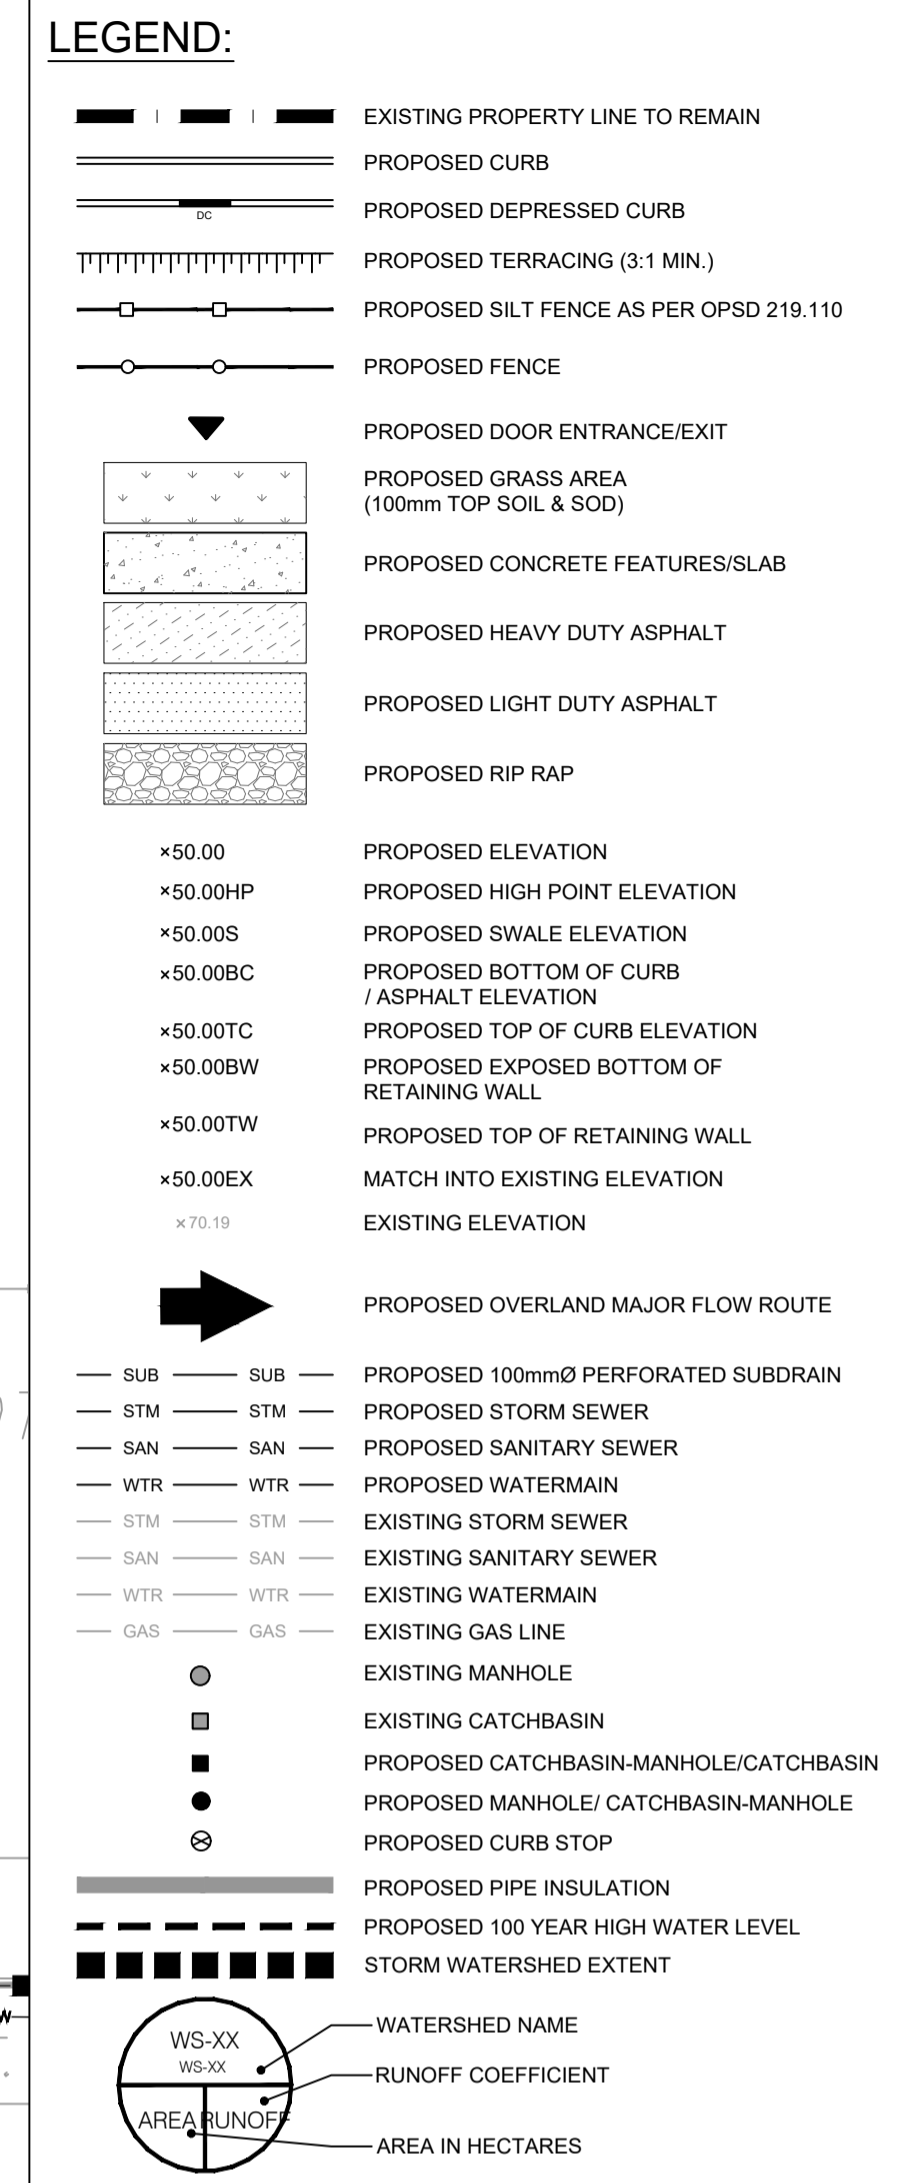 LEGEND:
EXISTING PROPERTY LINE TO REMAIN
PROPOSED CURB
DC
PROPOSED DEPRESSED CURB
PROPOSED TERRACING (3:1 MIN.)
PROPOSED SILT FENCE AS PER OPSD 219.110
PROPOSED FENCE
PROPOSED DOOR ENTRANCE/EXIT
PROPOSED GRASS AREA
(100mm TOP SOIL & SOD)
PROPOSED CONCRETE FEATURES/SLAB
PROPOSED HEAVY DUTY ASPHALT
PROPOSED LIGHT DUTY ASPHALT
PROPOSED RIP RAP
×50.00 PROPOSED ELEVATION
×50.00HP PROPOSED HIGH POINT ELEVATION
×50.00S PROPOSED SWALE ELEVATION
×50.00BC PROPOSED BOTTOM OF CURB
/ ASPHALT ELEVATION
×50.00TC PROPOSED TOP OF CURB ELEVATION
×50.00BW PROPOSED EXPOSED BOTTOM OF
RETAINING WALL
×50.00TW PROPOSED TOP OF RETAINING WALL
×50.00EX MATCH INTO EXISTING ELEVATION
×70.19 EXISTING ELEVATION
PROPOSED OVERLAND MAJOR FLOW ROUTE
SUB SUB PROPOSED 100mmØ PERFORATED SUBDRAIN
STM STM PROPOSED STORM SEWER
SAN SAN PROPOSED SANITARY SEWER
WTR WTR PROPOSED WATERMAIN
STM STM EXISTING STORM SEWER
SAN SAN EXISTING SANITARY SEWER
WTR WTR EXISTING WATERMAIN
GAS GAS EXISTING GAS LINE
EXISTING MANHOLE
EXISTING CATCHBASIN
PROPOSED CATCHBASIN-MANHOLE/CATCHBASIN
PROPOSED MANHOLE/ CATCHBASIN-MANHOLE
PROPOSED CURB STOP
PROPOSED PIPE INSULATION
PROPOSED 100 YEAR HIGH WATER LEVEL
STORM WATERSHED EXTENT
WS-XX
WS-XX
AREA RUNOFF
WATERSHED NAME
RUNOFF COEFFICIENT
AREA IN HECTARES